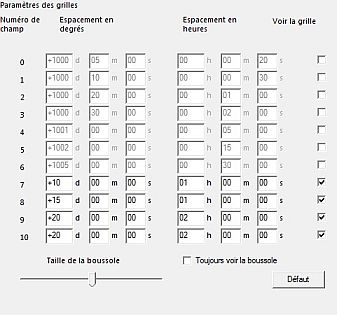 Paramètres des grilles
Numéro de champ Espacement en degrés Espacement en heures Voir la grille
0 +1000 d 05 m 00 s 00 h 00 m 20 s
1 +1000 d 10 m 00 s 00 h 00 m 30 s
2 +1000 d 20 m 00 s 00 h 01 m 00 s
3 +1000 d 30 m 00 s 00 h 02 m 00 s
4 +1001 d 00 m 00 s 00 h 05 m 00 s
5 +1002 d 00 m 00 s 00 h 15 m 00 s
6 +1005 d 00 m 00 s 00 h 30 m 00 s
7 +10 d 00 m 00 s 01 h 00 m 00 s
8 +15 d 00 m 00 s 01 h 00 m 00 s
9 +20 d 00 m 00 s 02 h 00 m 00 s
10 +20 d 00 m 00 s 02 h 00 m 00 s
Taille de la boussole Toujours voir la boussole
Défaut